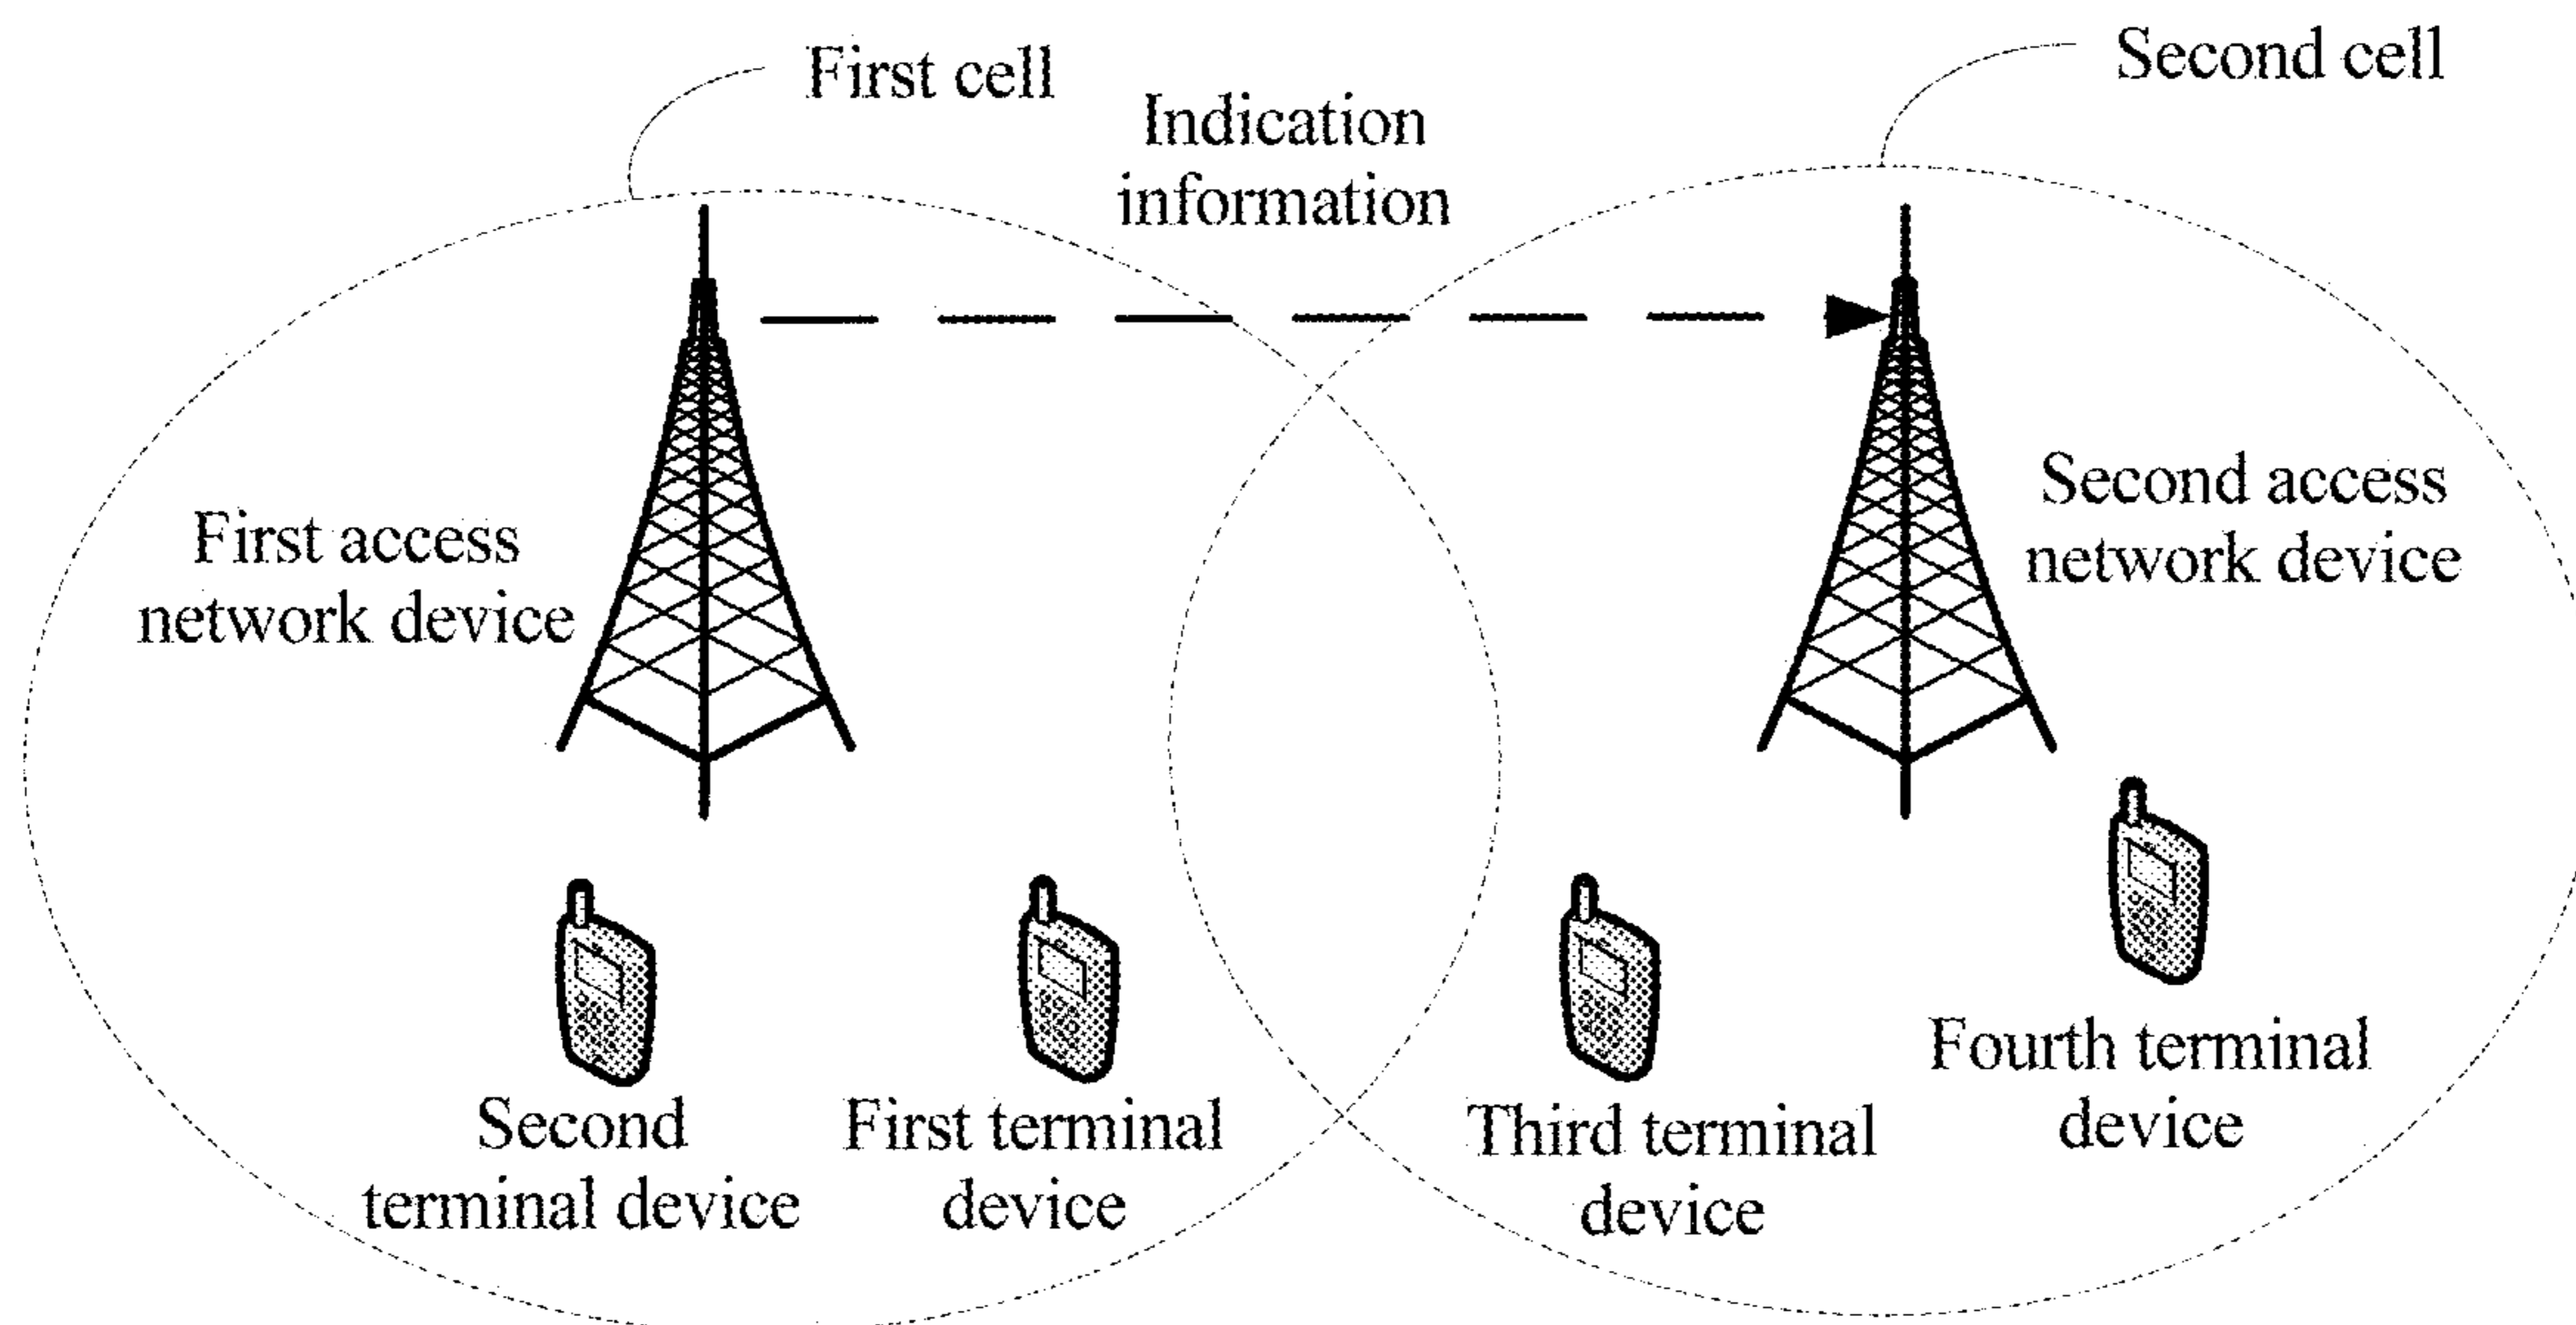 First cell
Second cell
Indication
information
First access
network device
Second access
network device
Second
terminal device
First terminal
device
Third terminal
device
Fourth terminal
device